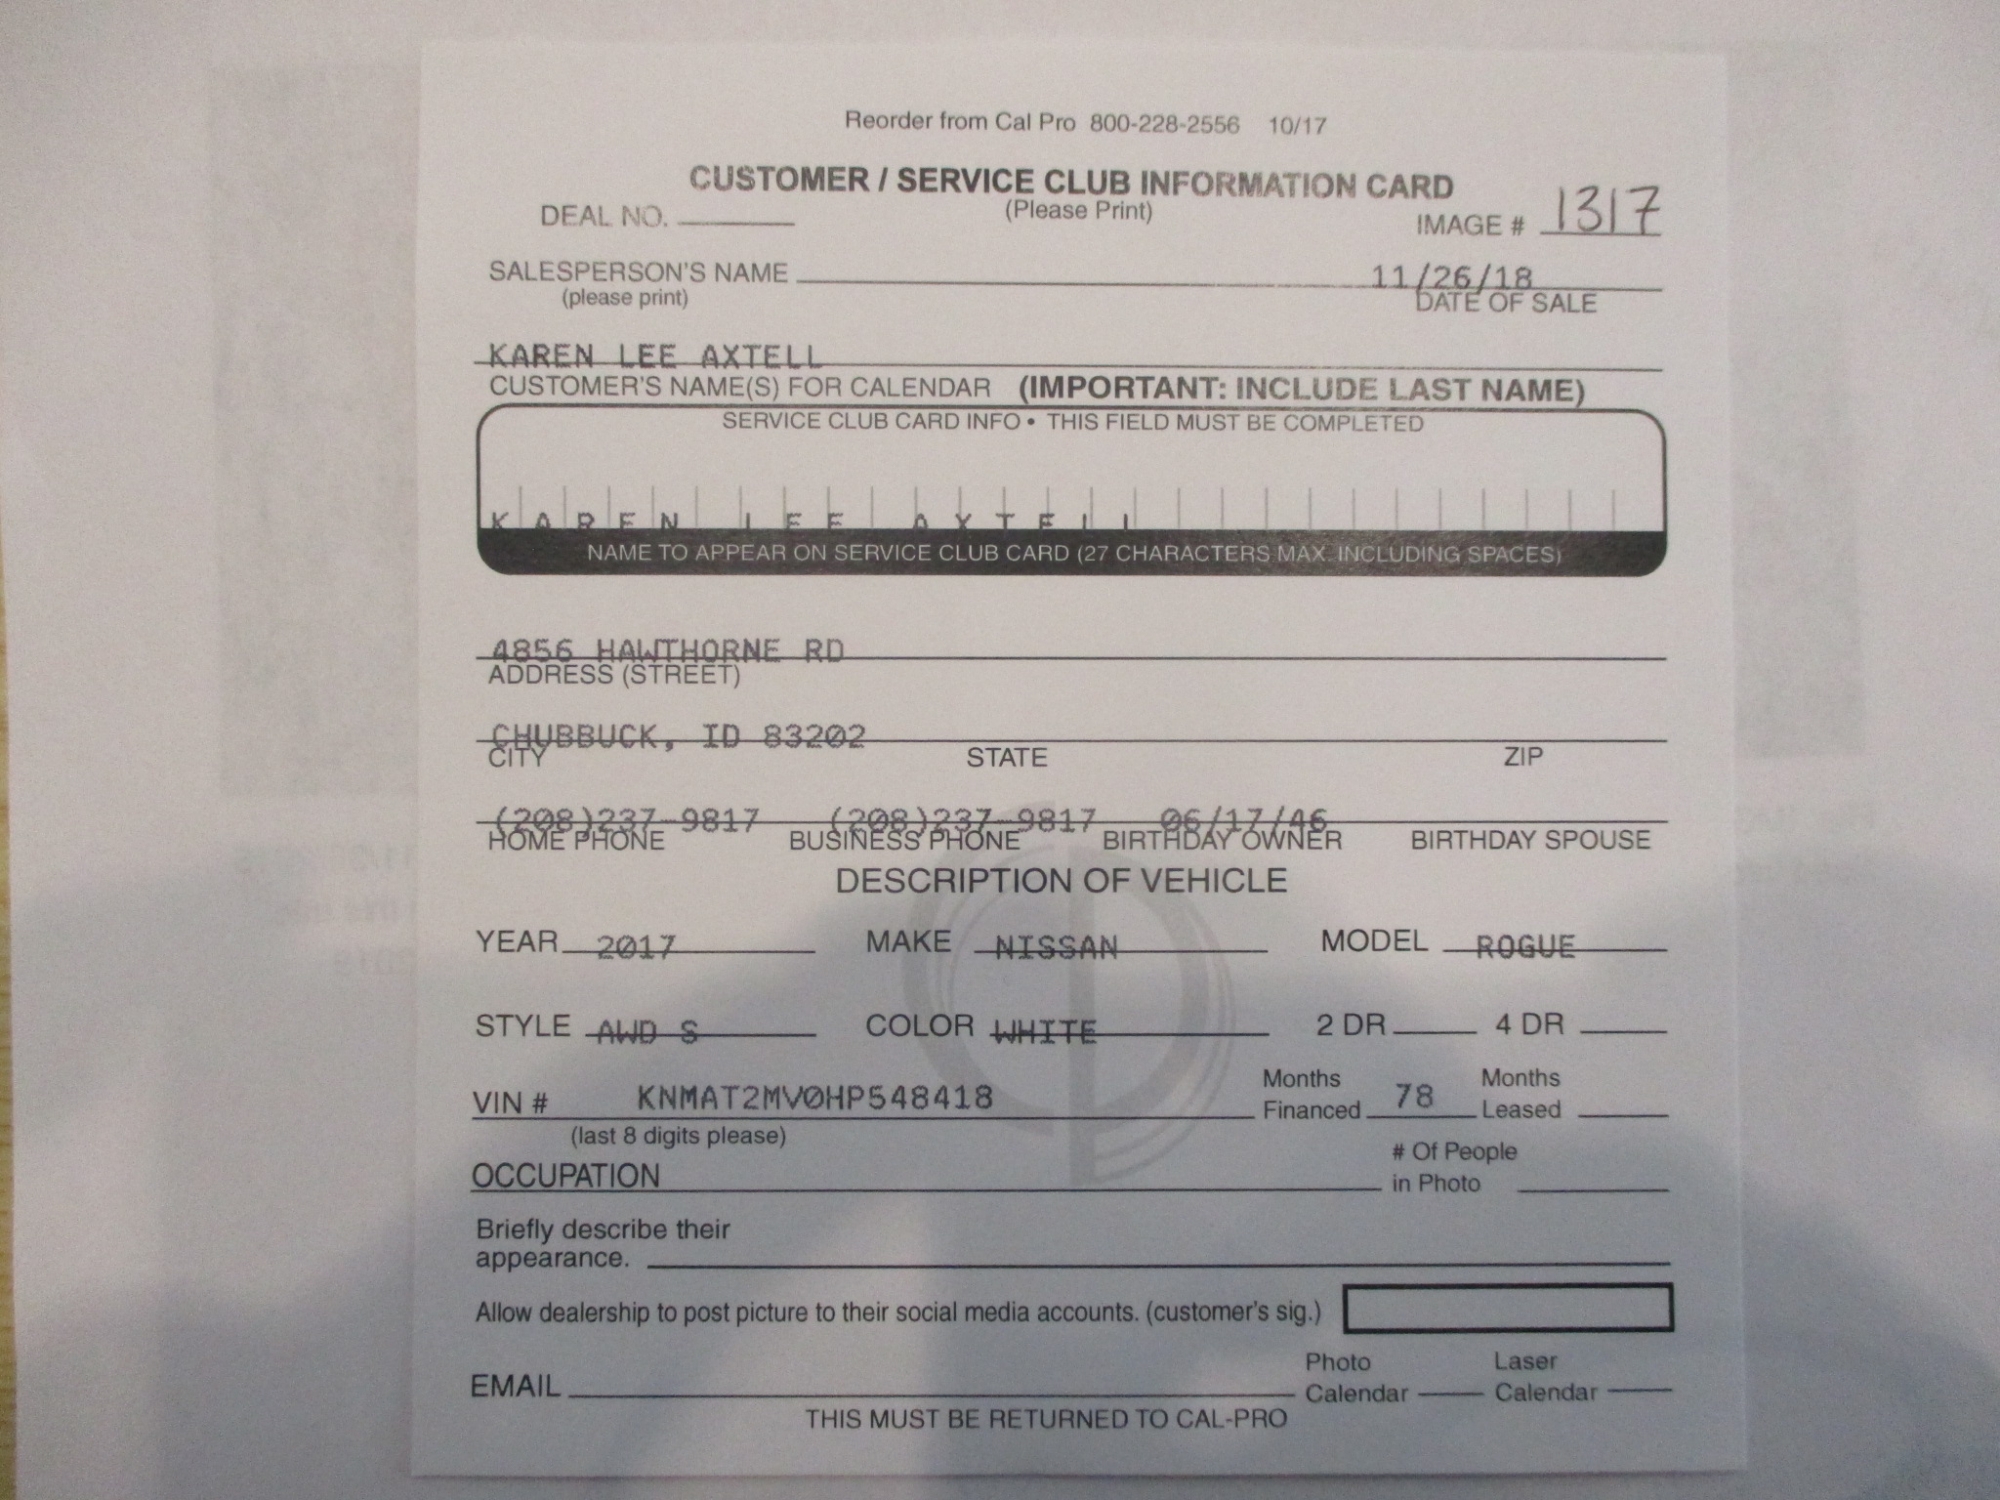 Reorder from Cal Pro 800-228-2556 10/17
CUSTOMER / SERVICE CLUB INFORMATION CARD
(Please Print)
DEAL NO.
IMAGE # 1317
SALESPERSON'S NAME 11/26/18
(please print) DATE OF SALE
KAREN LEE AXTELL
CUSTOMER'S NAME(S) FOR CALENDAR (IMPORTANT: INCLUDE LAST NAME)
SERVICE CLUB CARD INFO • THIS FIELD MUST BE COMPLETED
KAREN LEE AXTELL
NAME TO APPEAR ON SERVICE CLUB CARD (27 CHARACTERS MAX. INCLUDING SPACES)
4856 HAWTHORNE RD
ADDRESS (STREET)
CHUBBUCK, ID 83202
CITY STATE ZIP
(208)237-9817 (208)237-9817 06/17/46
HOME PHONE BUSINESS PHONE BIRTHDAY OWNER BIRTHDAY SPOUSE
DESCRIPTION OF VEHICLE
YEAR 2017 MAKE NISSAN MODEL ROGUE
STYLE AWD S COLOR WHITE 2 DR 4 DR
VIN # KNMAT2MV0HP548418 Months Financed 78 Months Leased
(last 8 digits please)
OCCUPATION # Of People in Photo
Briefly describe their
appearance.
Allow dealership to post picture to their social media accounts. (customer's sig.)
EMAIL Photo Calendar Laser Calendar
THIS MUST BE RETURNED TO CAL-PRO